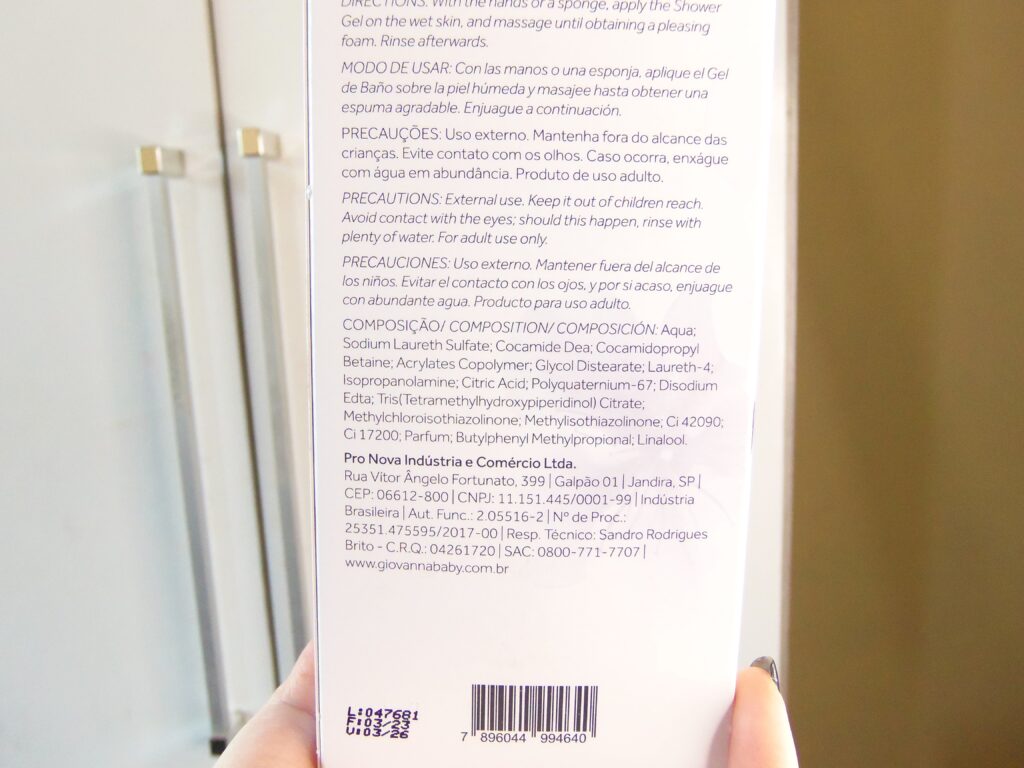 DIRECTIONS: With the hands or a sponge, apply the Shower
Gel on the wet skin, and massage until obtaining a pleasing
foam. Rinse afterwards.
MODO DE USAR: Con las manos o una esponja, aplique el Gel
de Baño sobre la piel húmeda y masajee hasta obtener una
espuma agradable. Enjuague a continuación.
PRECAUÇÕES: Uso externo. Mantenha fora do alcance das
crianças. Evite contato com os olhos. Caso ocorra, enxágue
com água em abundância. Produto de uso adulto.
PRECAUTIONS: External use. Keep it out of children reach.
Avoid contact with the eyes; should this happen, rinse with
plenty of water. For adult use only.
PRECAUCIONES: Uso externo. Mantener fuera del alcance de
los niños. Evitar el contacto con los ojos, y por si acaso, enjuague
con abundante agua. Producto para uso adulto.
COMPOSIÇÃO/ COMPOSITION/ COMPOSICIÓN: Aqua;
Sodium Laureth Sulfate; Cocamide Dea; Cocamidopropyl
Betaine; Acrylates Copolymer; Glycol Distearate; Laureth-4;
Isopropanolamine; Citric Acid; Polyquaternium-67; Disodium
Edta; Tris(Tetramethylhydroxypiperidinol) Citrate;
Methylchloroisothiazolinone; Methylisothiazolinone; Ci 42090;
Ci 17200; Parfum; Butylphenyl Methylpropional; Linalool.
Pro Nova Indústria e Comércio Ltda.
Rua Vitor Ângelo Fortunato, 399 | Galpão 01 | Jandira, SP |
CEP: 06612-800 | CNPJ: 11.151.445/0001-99 | Indústria
Brasileira | Aut. Func.: 2.05516-2 | Nº de Proc.:
25351.475595/2017-00 | Resp. Técnico: Sandro Rodrigues
Brito - C.R.Q.: 04261720 | SAC: 0800-771-7707 |
www.giovannababy.com.br
L:047681
F:03/23
V:03/26
7 896044 994640